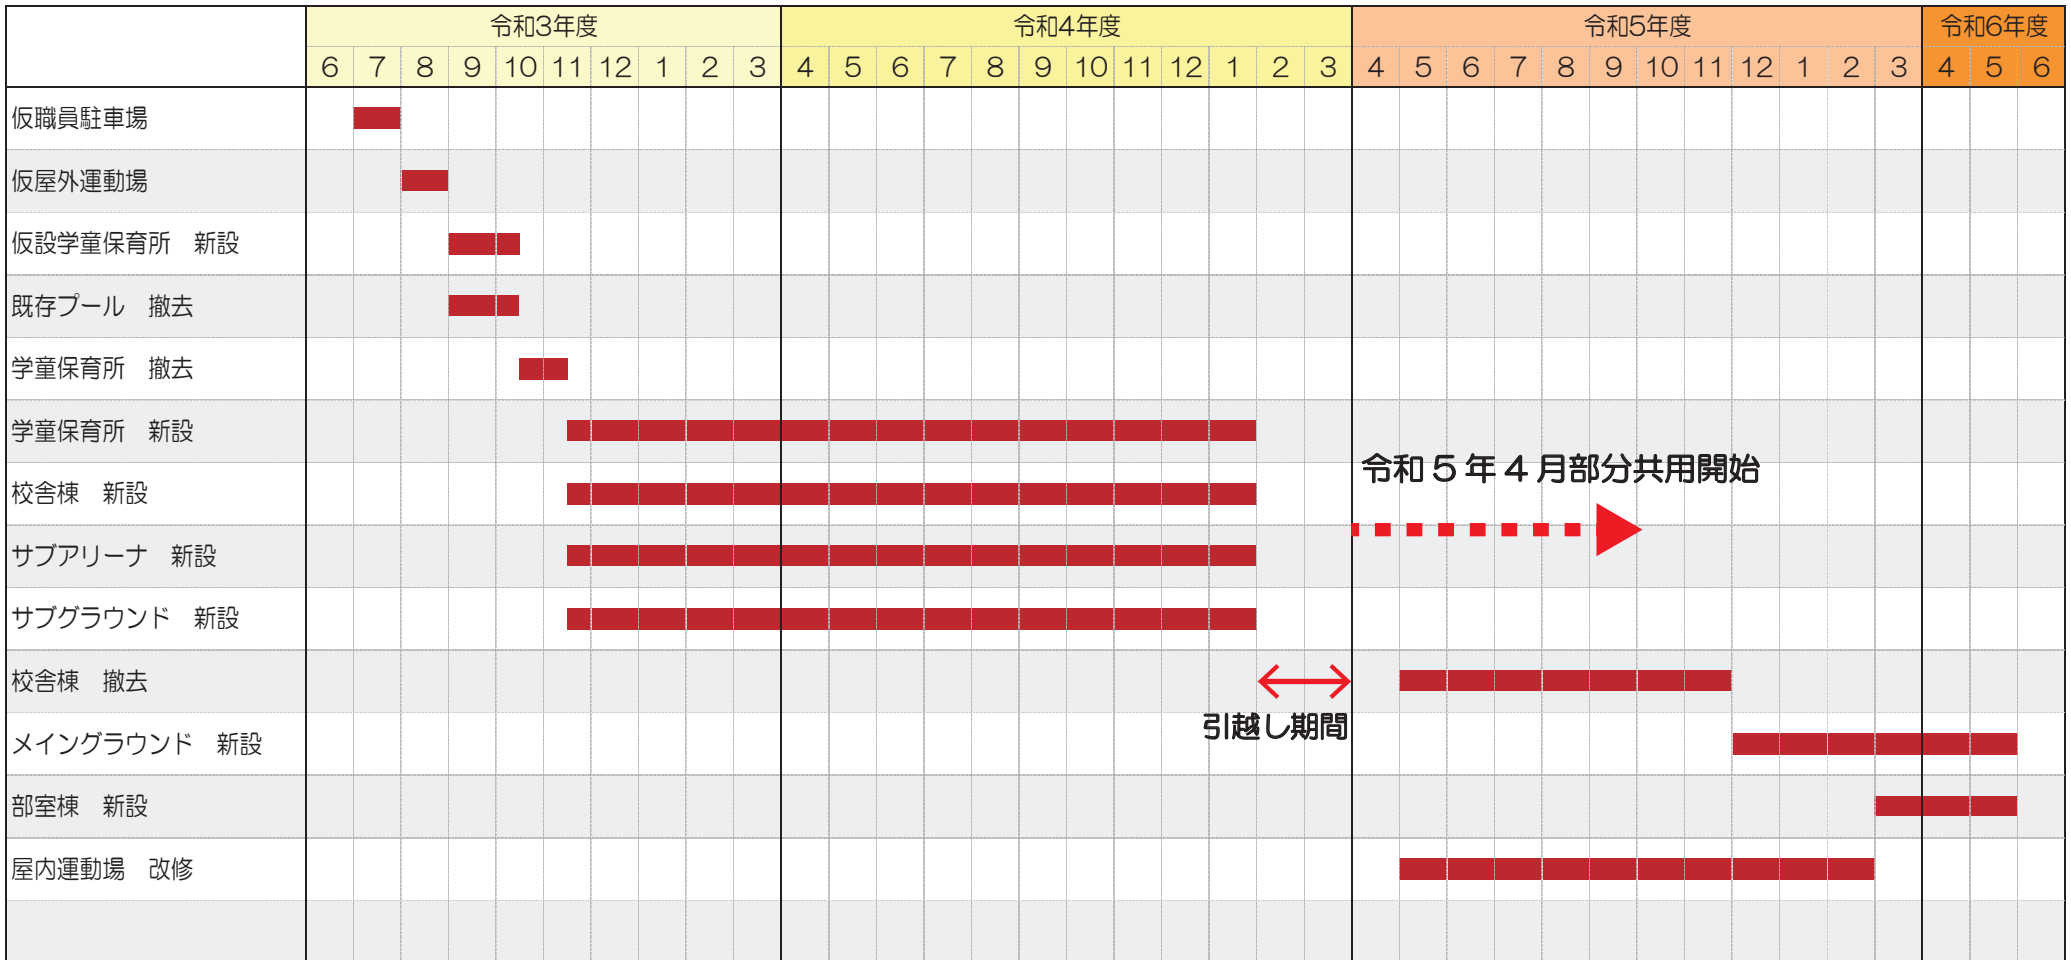 令和3年度 令和4年度 令和5年度 令和6年度
6 7 8 9 10 11 12 1 2 3 4 5 6 7 8 9 10 11 12 1 2 3 4 5 6 7 8 9 10 11 12 1 2 3 4 5 6
仮職員駐車場
仮屋外運動場
仮設学童保育所　新設
既存プール　撤去
学童保育所　撤去
学童保育所　新設
令和5年4月部分共用開始
校舎棟　新設
サブアリーナ　新設
サブグラウンド　新設
校舎棟　撤去
引越し期間
メイングラウンド　新設
部室棟　新設
屋内運動場　改修